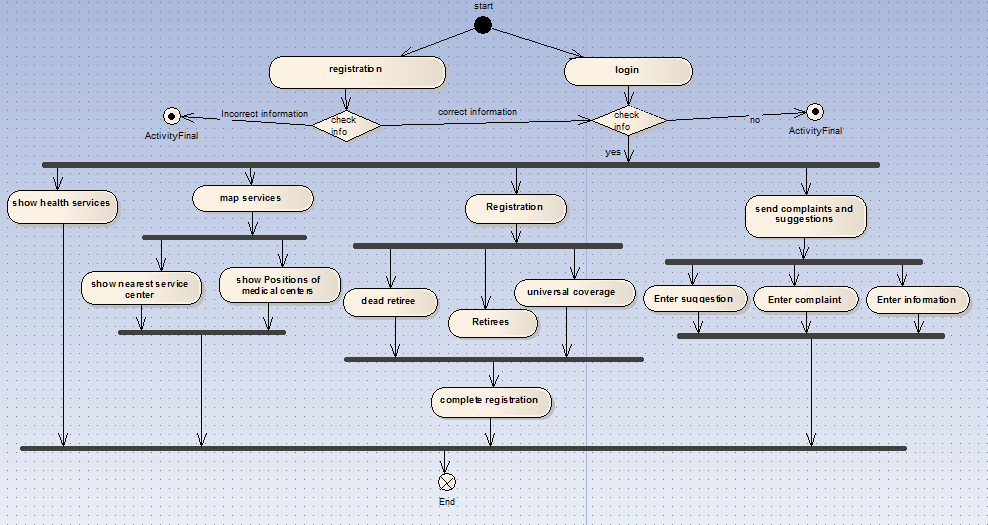 start
registration
login
Incorrect information
check
info
correct information
check
info
no
ActivityFinal
ActivityFinal
yes
show health services
map services
Registration
send complaints and
suggestions
show nearest service
center
show Positions of
medical centers
dead retiree
universal coverage
Retirees
Enter suggestion
Enter complaint
Enter information
complete registration
End